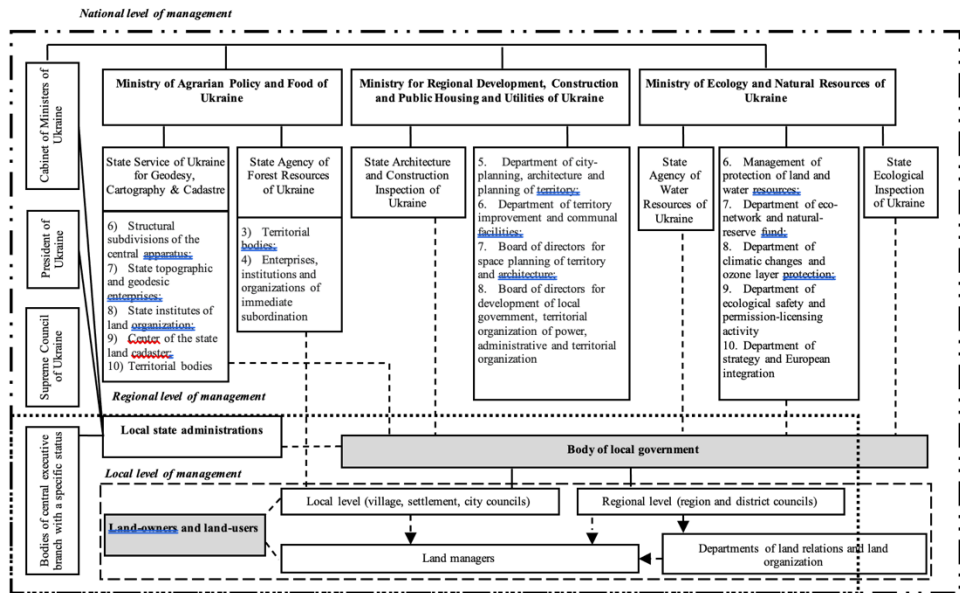 National level of management
Cabinet of Ministers of
Ukraine
President of
Ukraine
Supreme Council
of Ukraine
Bodies of central executive
branch with a specific status
Ministry of Agrarian Policy and Food of
Ukraine
Ministry for Regional Development, Construction
and Public Housing and Utilities of Ukraine
Ministry of Ecology and Natural Resources of
Ukraine
State Service of Ukraine
for Geodesy,
Cartography & Cadastre
6) Structural
subdivisions of the
central apparatus;
7) State topographic
and geodesic
enterprises;
8) State institutes of
land organization;
9) Center of the state
land cadaster;
10) Territorial bodies
State Agency of
Forest Resources of
Ukraine
3) Territorial
bodies;
4) Enterprises,
institutions and
organizations of
immediate
subordination
State Architecture
and Construction
Inspection of
Ukraine
5. Department of city-
planning, architecture and
planning of territory;
6. Department of territory
improvement and communal
facilities;
7. Board of directors for
space planning of territory
and architecture;
8. Board of directors for
development of local
government, territorial
organization of power,
administrative and territorial
organization
State
Agency of
Water
Resources of
Ukraine
6. Management of
protection of land and
water resources;
7. Department of eco-
network and natural-
reserve fund;
8. Department of
climatic changes and
ozone layer protection;
9. Department of
ecological safety and
permission-licensing
activity
10. Department of
strategy and European
integration
State
Ecological
Inspection
of Ukraine
Regional level of management
Local state administrations
Body of local government
Local level of management
Local level (village, settlement, city councils)
Regional level (region and district councils)
Land-owners and land-users
Land managers
Departments of land relations and land
organization